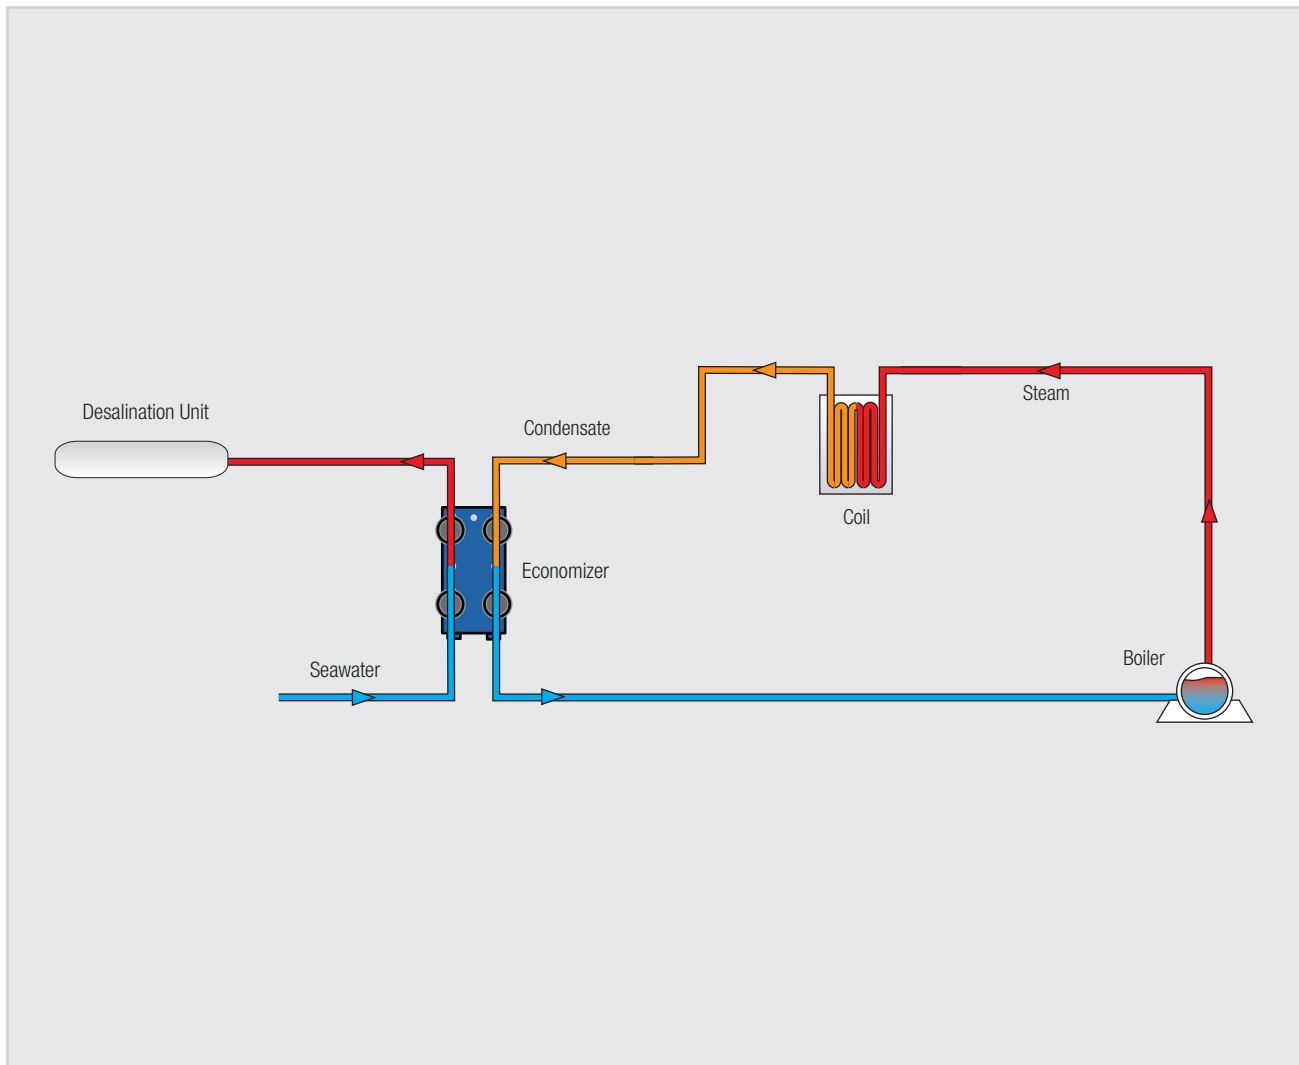 Desalination Unit
Condensate
Steam
Coil
Economizer
Seawater
Boiler